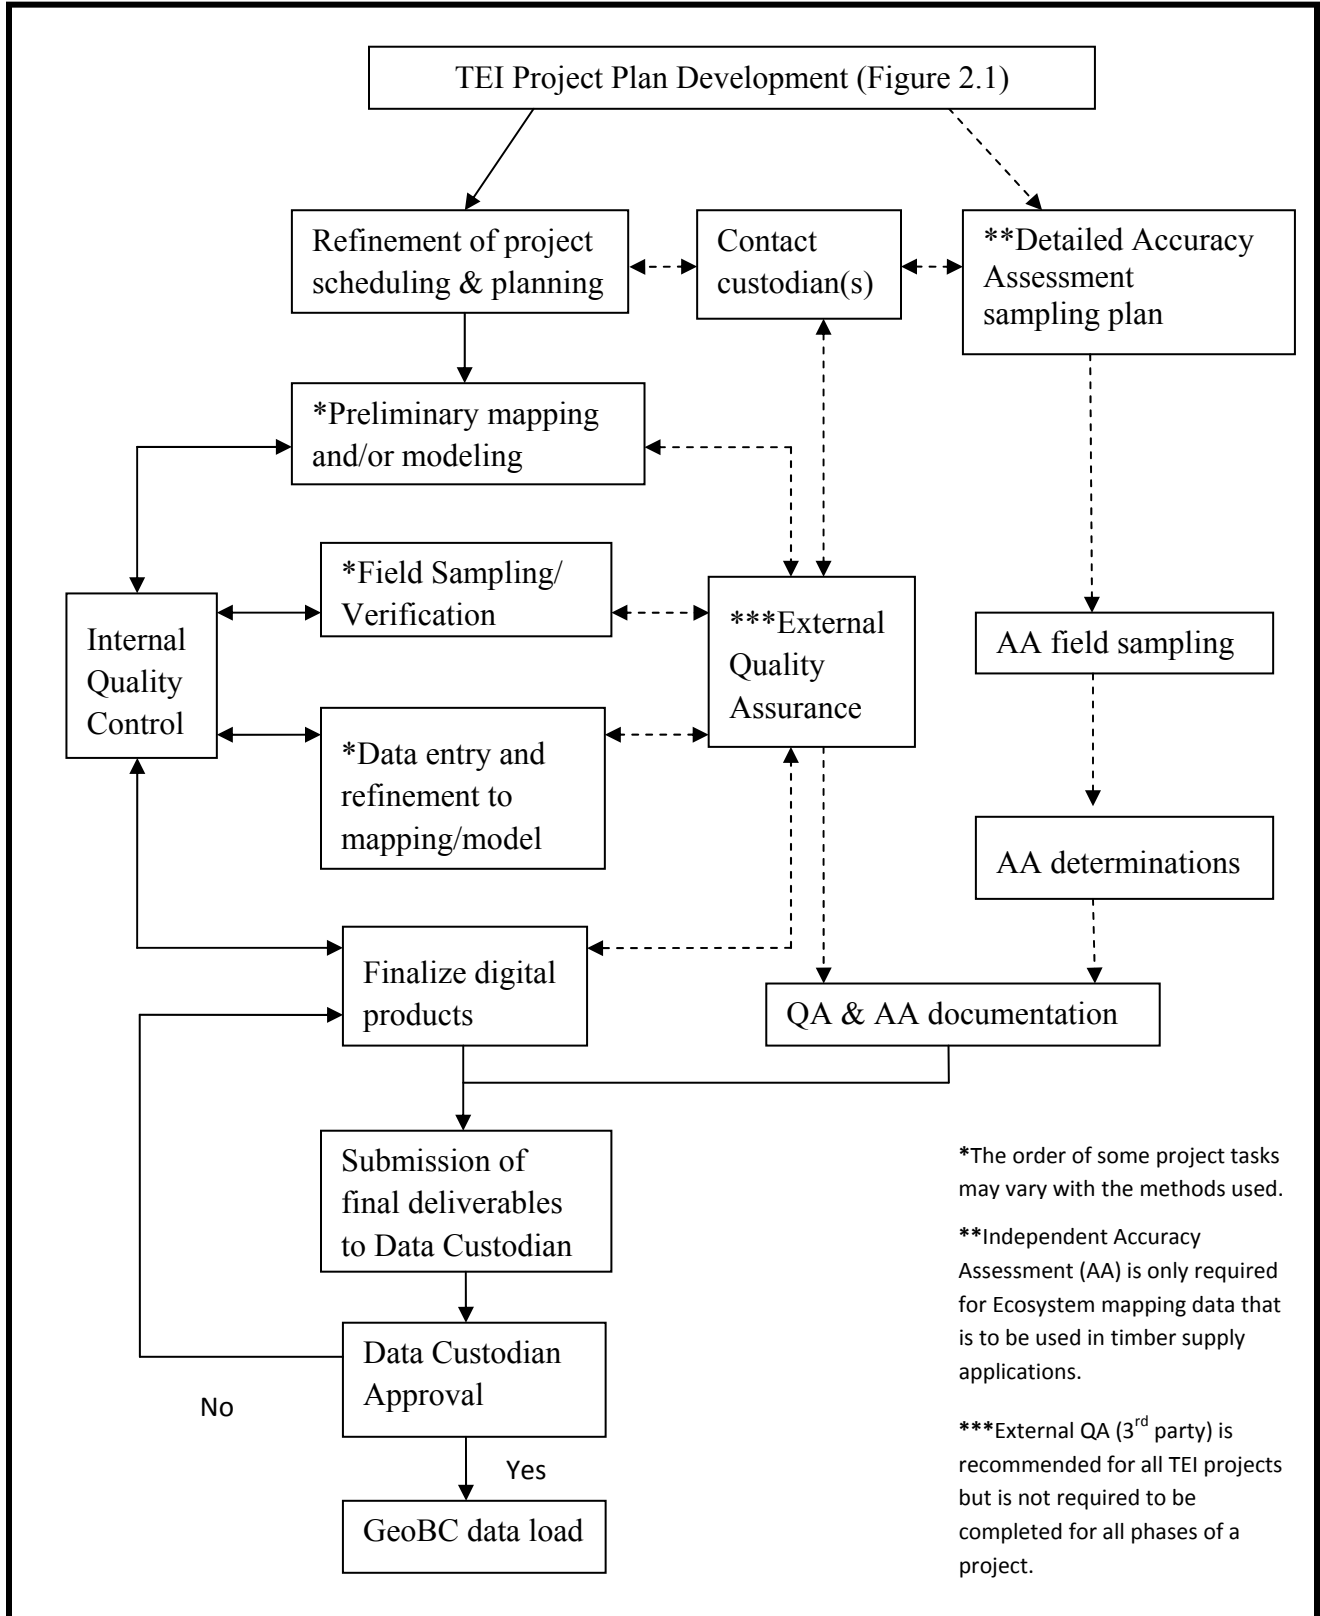 TEI Project Plan Development (Figure 2.1)
Refinement of project
scheduling & planning
Contact
custodian(s)
**Detailed Accuracy
Assessment
sampling plan
*Preliminary mapping
and/or modeling
*Field Sampling/
Verification
Internal
Quality
Control
***External
Quality
Assurance
AA field sampling
*Data entry and
refinement to
mapping/model
AA determinations
Finalize digital
products
QA & AA documentation
Submission of
final deliverables
to Data Custodian
Data Custodian
Approval
No
Yes
GeoBC data load
*The order of some project tasks
may vary with the methods used.
**Independent Accuracy
Assessment (AA) is only required
for Ecosystem mapping data that
is to be used in timber supply
applications.
***External QA (3rd party) is
recommended for all TEI projects
but is not required to be
completed for all phases of a
project.